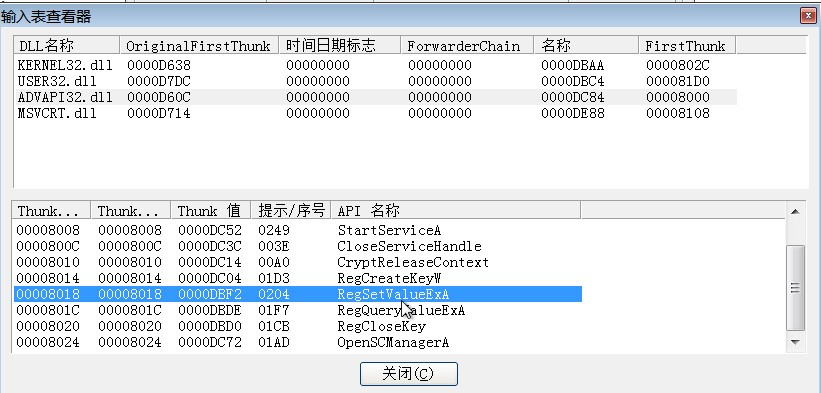 输入表查看器
DLL名称 OriginalFirstThunk 时间日期标志 ForwarderChain 名称 FirstThunk
KERNEL32.dll 0000D638 00000000 00000000 0000DBAA 0000802C
USER32.dll 0000D7DC 00000000 00000000 0000DBC4 000081D0
ADVAPI32.dll 0000D60C 00000000 00000000 0000DC84 00008000
MSVCRT.dll 0000D714 00000000 00000000 0000DE88 00008108
Thunk... Thunk... Thunk 值 提示/序号 API 名称
00008008 00008008 0000DC52 0249 StartServiceA
0000800C 0000800C 0000DC3C 003E CloseServiceHandle
00008010 00008010 0000DC14 00A0 CryptReleaseContext
00008014 00008014 0000DC04 01D3 RegCreateKeyW
00008018 00008018 0000DBF2 0204 RegSetValueExA
0000801C 0000801C 0000DBDE 01F7 RegQueryValueExA
00008020 00008020 0000DBD0 01CB RegCloseKey
00008024 00008024 0000DC72 01AD OpenSCManagerA
关闭(C)